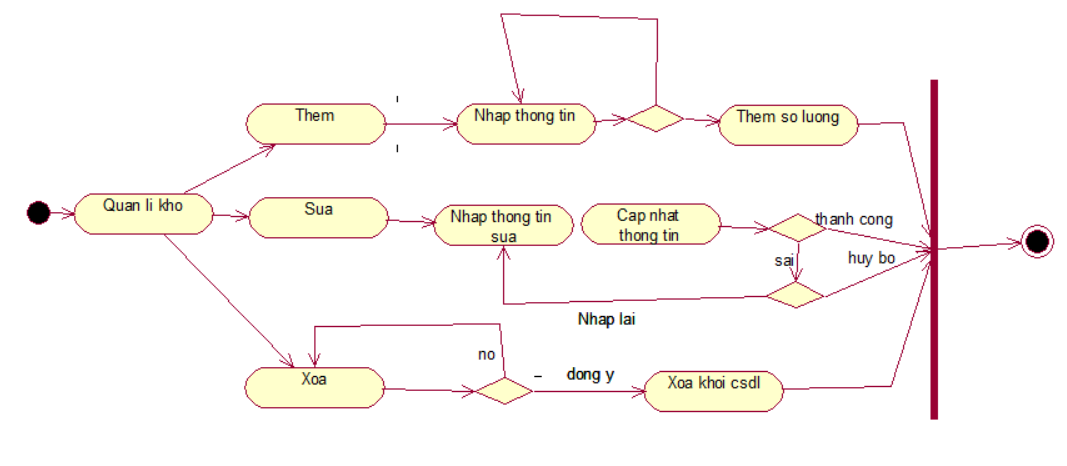 Them
Nhap thong tin
Them so luong
Quan li kho
Sua
Nhap thong tin
sua
Cap nhat
thong tin
thanh cong
sai
huy bo
Nhap lai
no
Xoa
dong y
Xoa khoi csdl